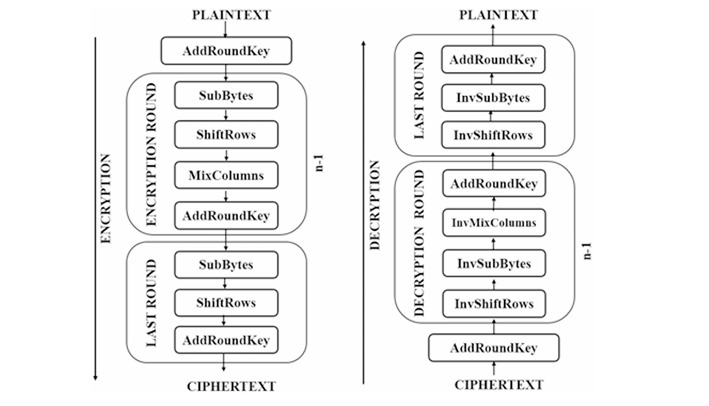 PLAINTEXT
AddRoundKey
ENCRYPTION
ENCRYPTION ROUND
SubBytes
ShiftRows
MixColumns
AddRoundKey
n-1
LAST ROUND
SubBytes
ShiftRows
AddRoundKey
CIPHERTEXT
PLAINTEXT
DECRYPTION
LAST ROUND
AddRoundKey
InvSubBytes
InvShiftRows
DECRYPTION ROUND
AddRoundKey
InvMixColumns
InvSubBytes
InvShiftRows
n-1
AddRoundKey
CIPHERTEXT